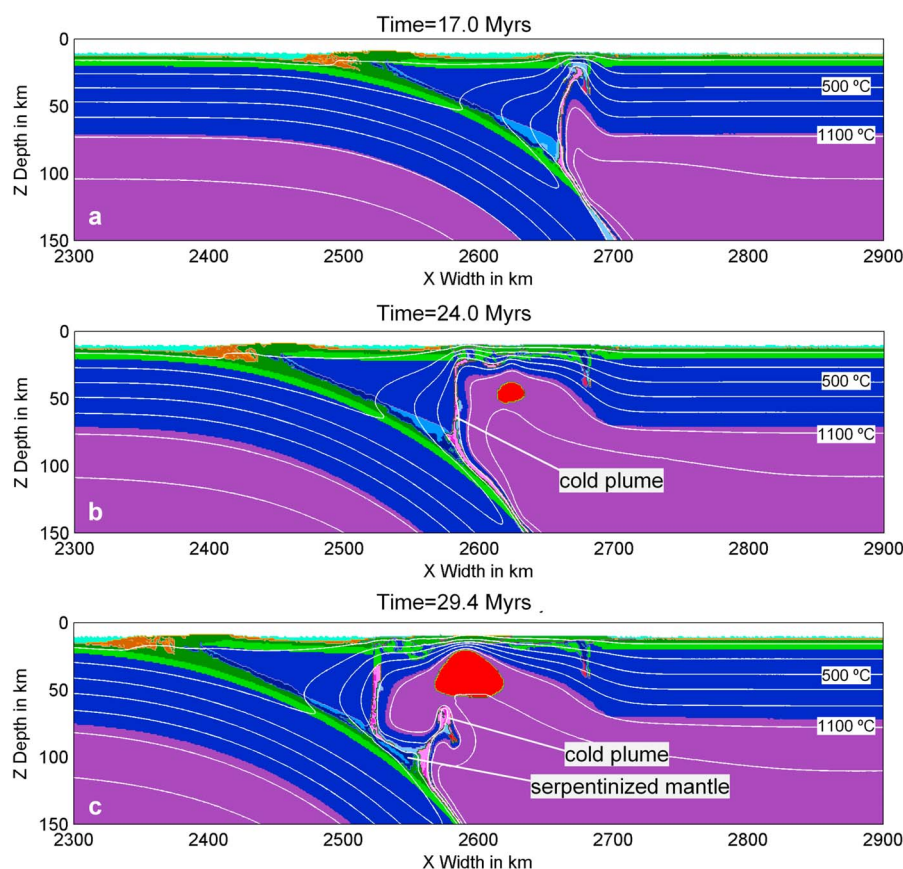 Time=17.0 Myrs
0
50
100
150
Z Depth in km
500 ºC
1100 ºC
a
2300 2400 2500 2600 2700 2800 2900
X Width in km
Time=24.0 Myrs
0
50
100
150
Z Depth in km
500 ºC
1100 ºC
cold plume
b
2300 2400 2500 2600 2700 2800 2900
X Width in km
Time=29.4 Myrs
0
50
100
150
Z Depth in km
500 ºC
1100 ºC
cold plume
serpentinized mantle
c
2300 2400 2500 2600 2700 2800 2900
X Width in km